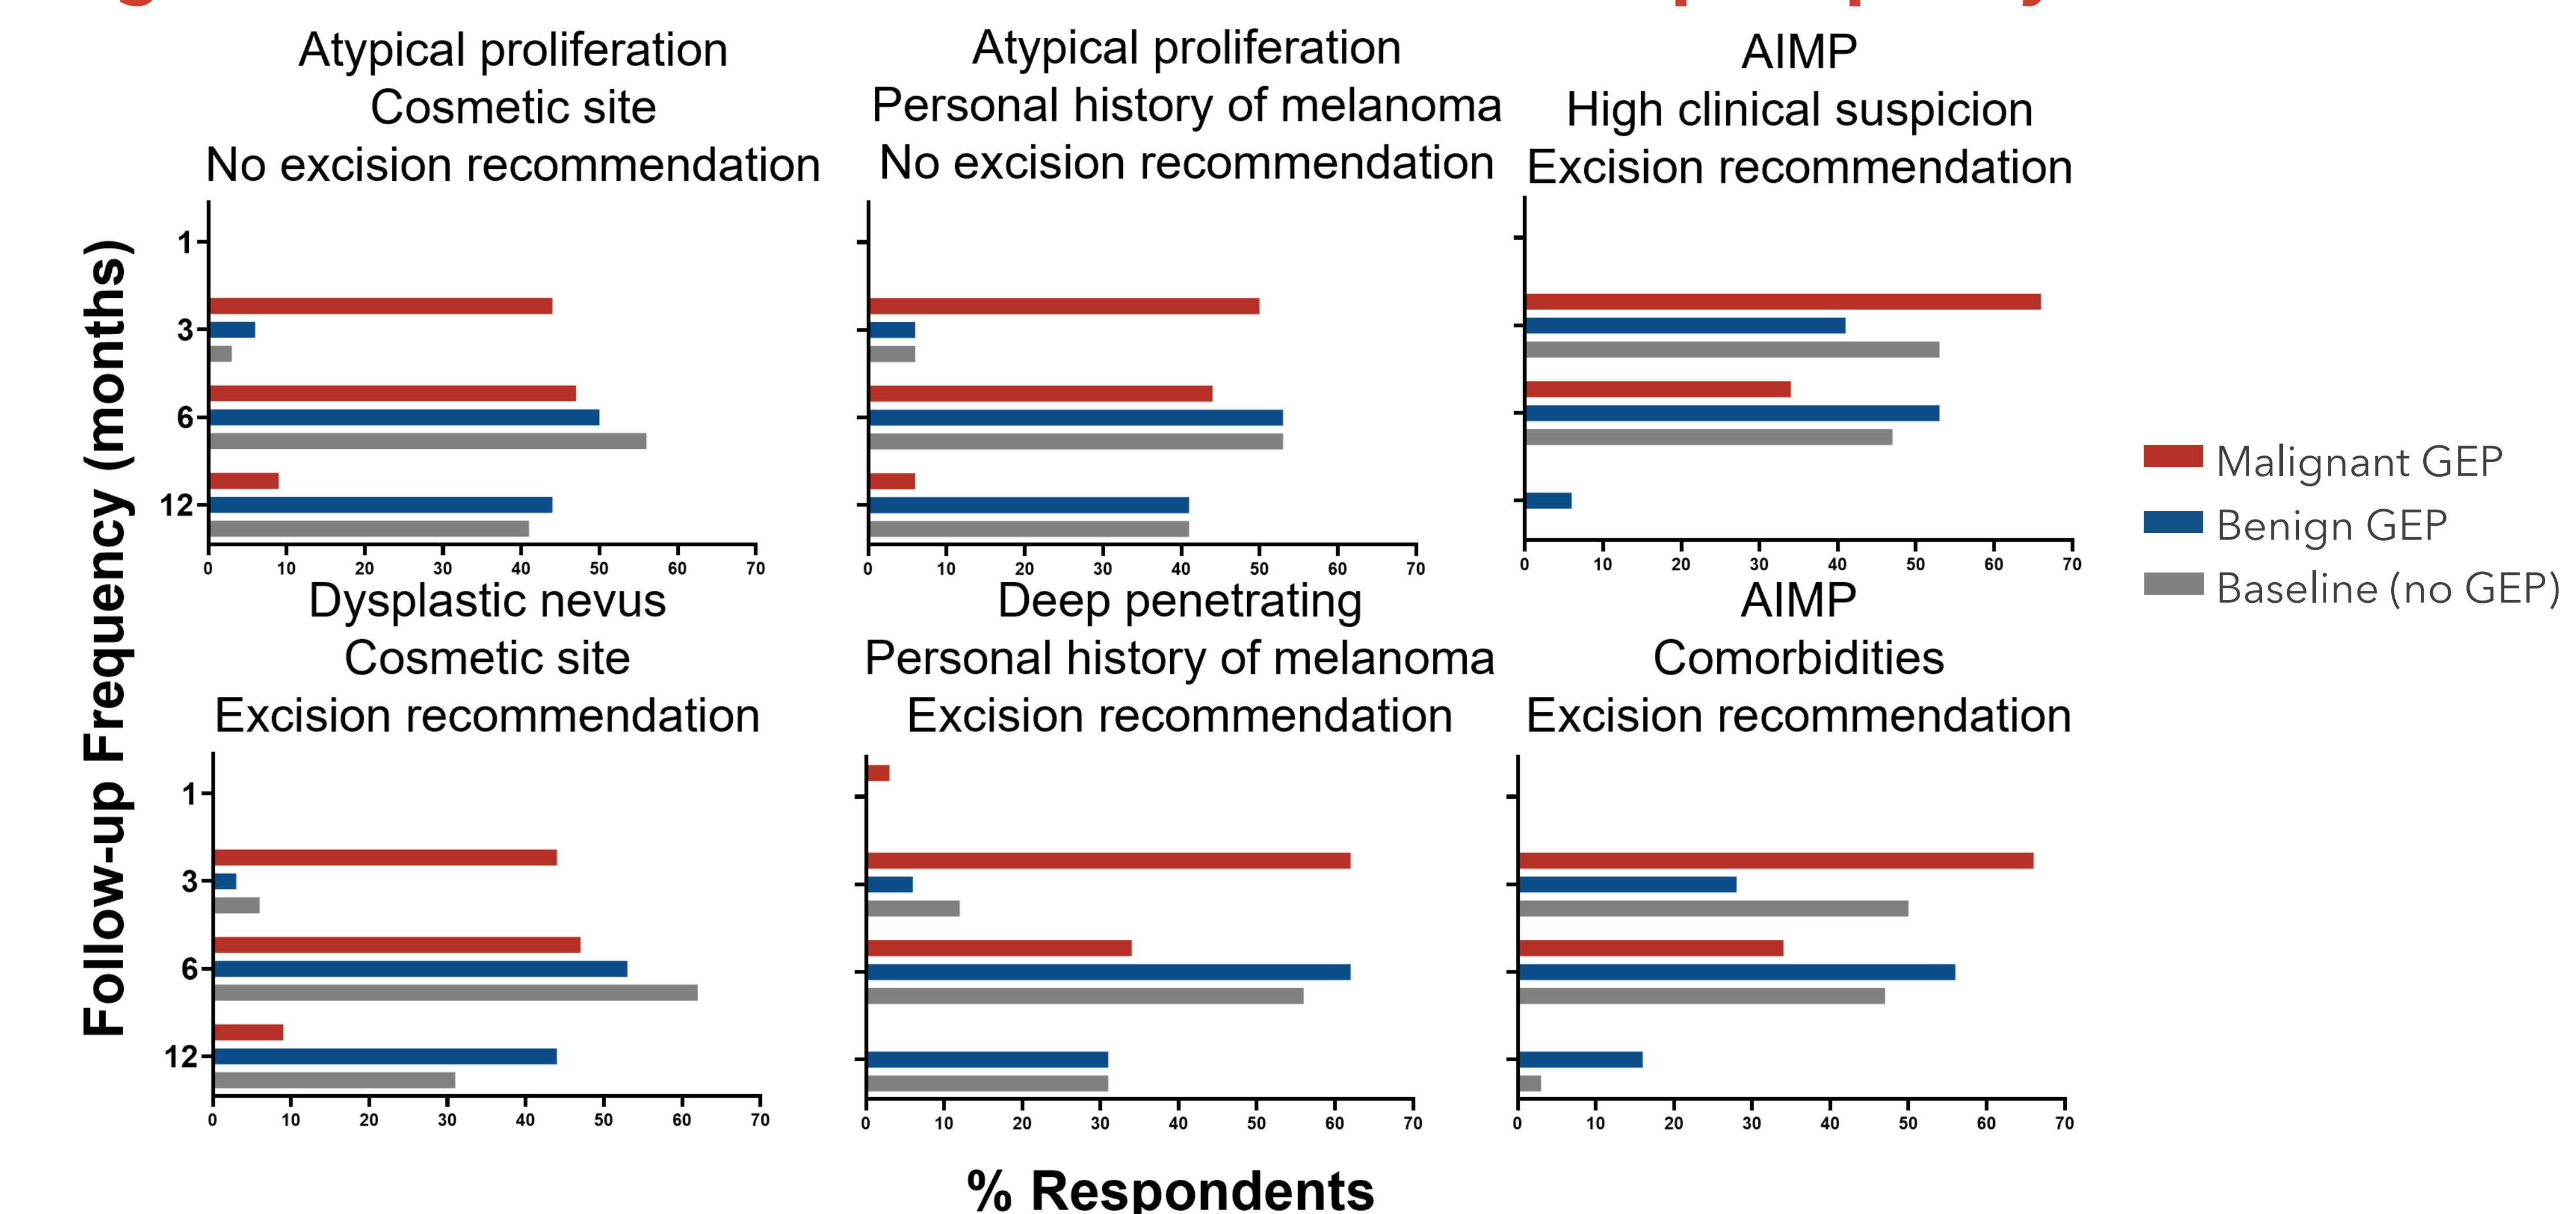 Atypical proliferation
Cosmetic site
No excision recommendation
Atypical proliferation
Personal history of melanoma
No excision recommendation
AIMP
High clinical suspicion
Excision recommendation
Follow-up Frequency (months)
1
3
6
12
0 10 20 30 40 50 60 70
0 10 20 30 40 50 60 70
0 10 20 30 40 50 60 70
Malignant GEP
Benign GEP
Baseline (no GEP)
Dysplastic nevus
Cosmetic site
Excision recommendation
Deep penetrating
Personal history of melanoma
Excision recommendation
AIMP
Comorbidities
Excision recommendation
1
3
6
12
0 10 20 30 40 50 60 70
0 10 20 30 40 50 60 70
0 10 20 30 40 50 60 70
% Respondents